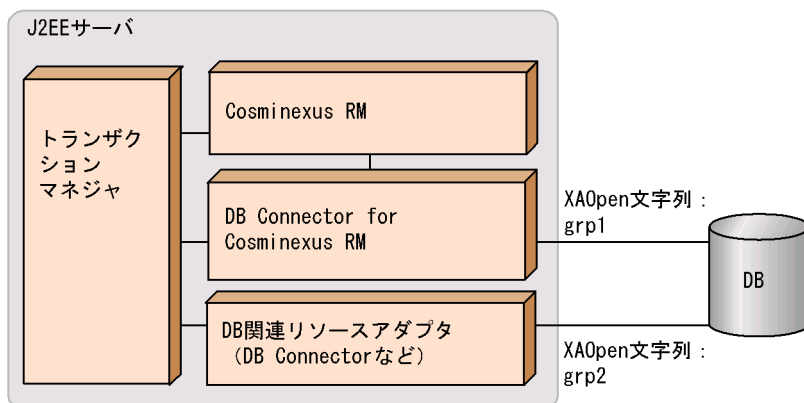 J2EEサーバ
トランザク
ション
マネジャ
Cosminexus RM
DB Connector for
Cosminexus RM
DB関連リソースアダプタ
（DB Connectorなど）
XAOpen文字列：
grp1
DB
XAOpen文字列：
grp2